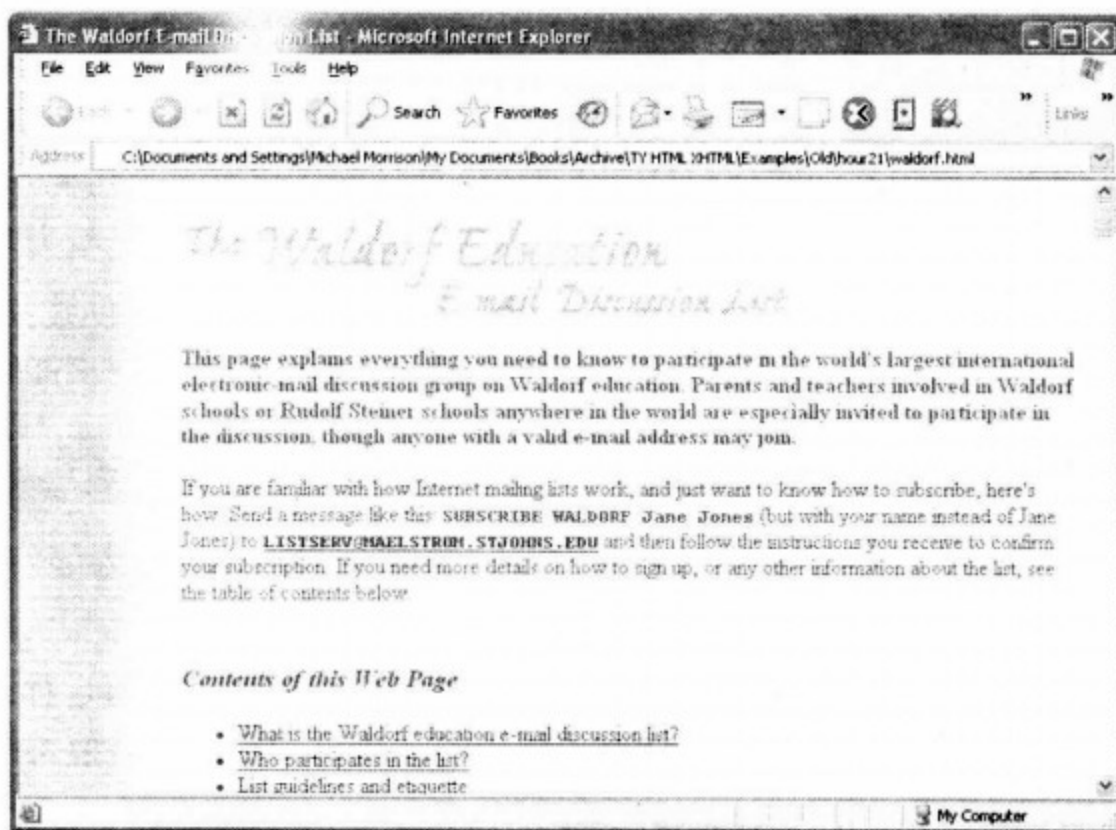 The Waldorf E-mail List - Microsoft Internet Explorer
File Edit View Favorites Tools Help
Back Search Favorites » Links »
Address C:\Documents and Settings\Michael Morrison\My Documents\Books\Archive\TY HTML XHTML\Examples\Old\hour21\waldorf.html
The Waldorf Education
E-mail Discussion List
This page explains everything you need to know to participate in the world's largest international
electronic-mail discussion group on Waldorf education. Parents and teachers involved in Waldorf
schools or Rudolf Steiner schools anywhere in the world are especially invited to participate in
the discussion, though anyone with a valid e-mail address may join.
If you are familiar with how Internet mailing lists work, and just want to know how to subscribe, here's
how. Send a message like this SUBSCRIBE WALDORF Jane Jones (but with your name instead of Jane
Jones) to LISTSERV@MAELSTROM.STJOHNS.EDU and then follow the instructions you receive to confirm
your subscription. If you need more details on how to sign up, or any other information about the list, see
the table of contents below
Contents of this Web Page
• What is the Waldorf education e-mail discussion list?
• Who participates in the list?
• List guidelines and etiquette
My Computer